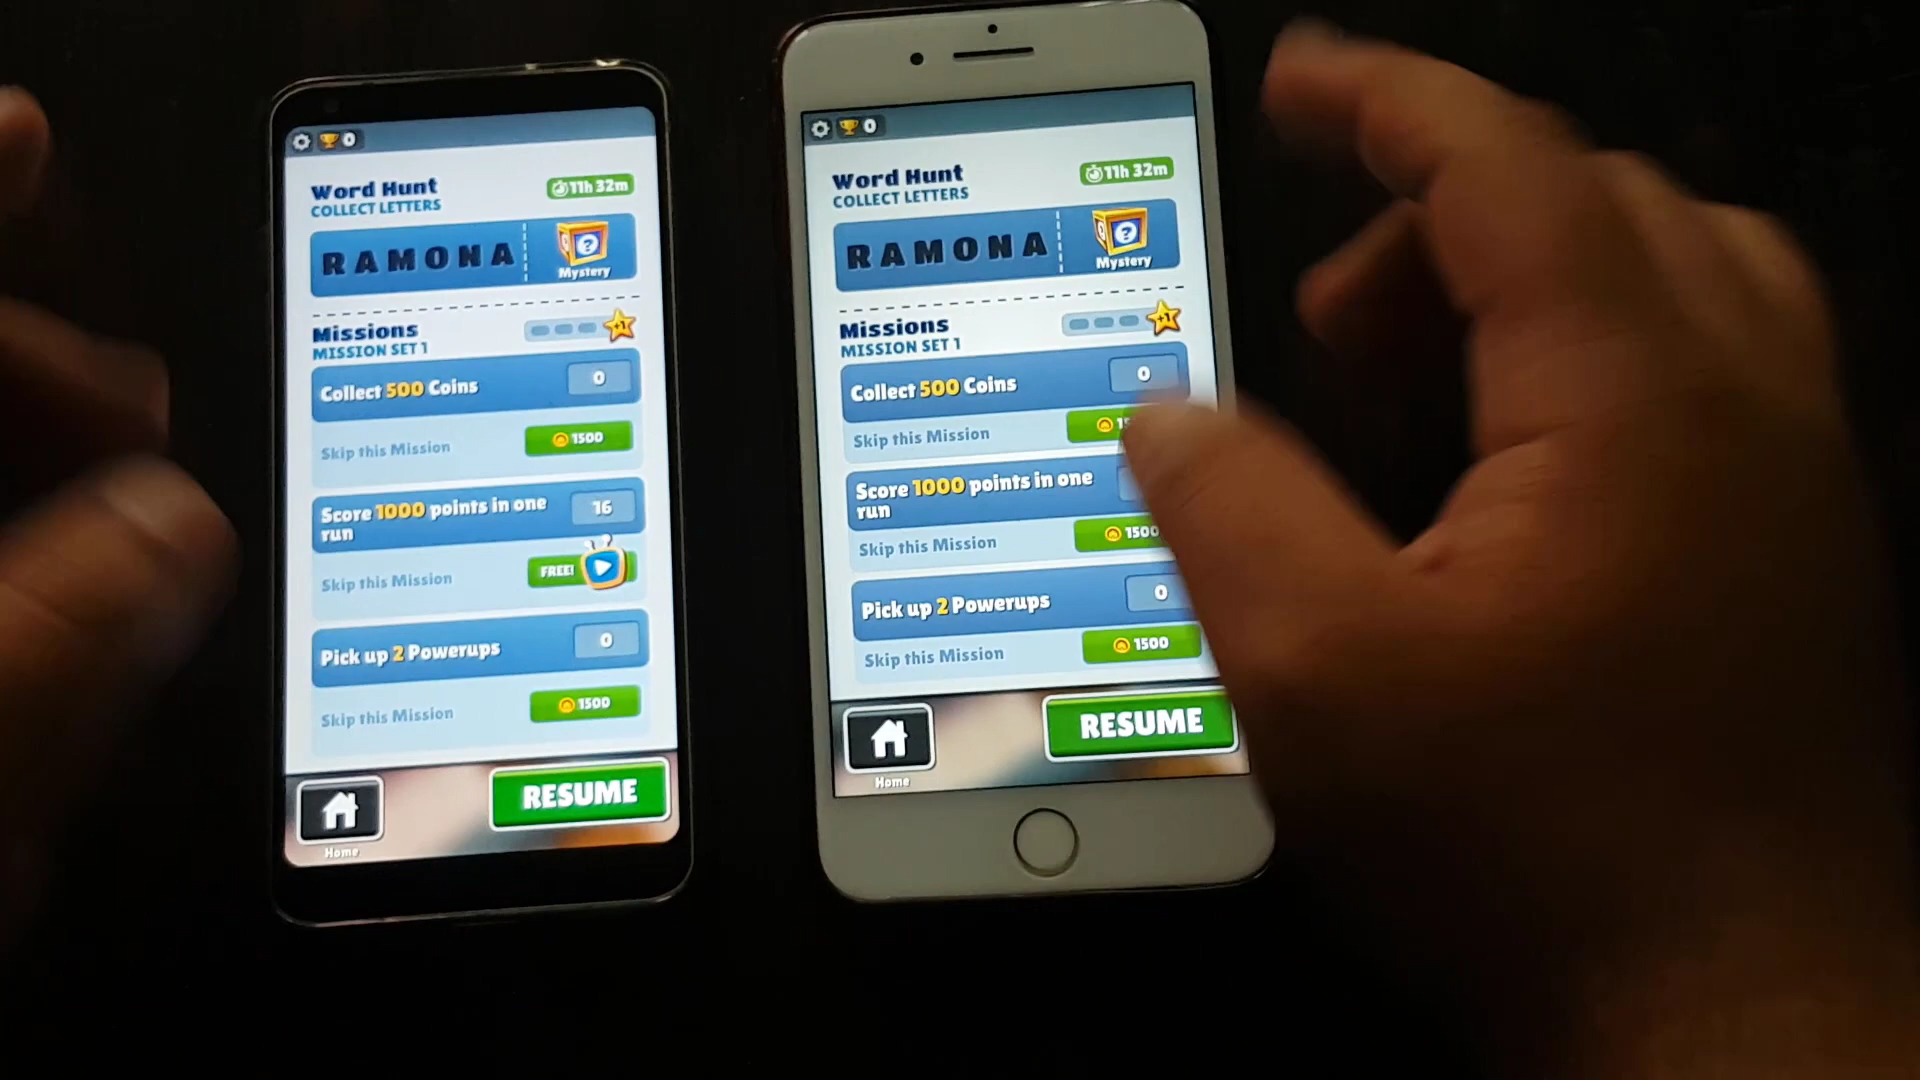 0
Word Hunt
COLLECT LETTERS
11h 32m
RAMONA
?
Mystery
Missions
MISSION SET 1
+1
Collect 500 Coins
0
Skip this Mission
1500
Score 1000 points in one
run
16
Skip this Mission
FREE!
Pick up 2 Powerups
0
Skip this Mission
1500
Home
RESUME
0
Word Hunt
COLLECT LETTERS
11h 32m
RAMONA
?
Mystery
Missions
MISSION SET 1
+1
Collect 500 Coins
0
Skip this Mission
Score 1000 points in one
run
Skip this Mission
1500
Pick up 2 Powerups
0
Skip this Mission
1500
Home
RESUME